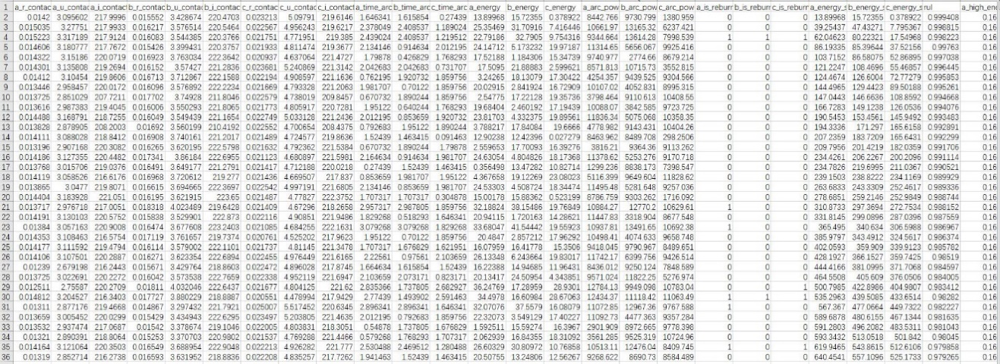 1 a_r_contac a_u_contac a_i_contac b_r_contac b_u_contac b_i_contac c_r_contac c_u_contac c_i_contac a_time_arc b_time_arc c_time_arc a_energy b_energy c_energy a_arc_pow b_arc_pow c_arc_pow a_is_reburr b_is_reburr c_is_reburr a_energy_s b_energy_s c_energy_s rul a_high_ene
2 0.0142 3.095602 217.9996 0.015552 3.428674 220.4703 0.023213 5.09791 219.6146 1.646341 1.615854 0.27439 13.89968 15.72355 0.378922 8442.766 9730.799 1380.959 0 0 0 13.89968 15.72355 0.378922 0.999408 0.16
3 0.015035 3.27751 217.9933 0.016217 3.576514 220.5464 0.022567 4.956243 219.6217 2.378049 2.408537 1.189024 25.35469 31.70916 7.416446 10661.97 13165.32 6237.421 0 0 0 39.25437 47.43271 7.795367 0.998815 0.16
4 0.015223 3.317189 217.9124 0.016083 3.544385 220.3766 0.021751 4.771951 219.385 2.439024 2.408537 1.219512 22.79186 32.7905 9.754316 9344.664 13614.28 7998.539 1 1 1 62.04623 80.22321 17.54968 0.998223 0.16
5 0.014606 3.180777 217.7672 0.015426 3.399431 220.3757 0.021933 4.811474 219.3677 2.134146 0.914634 2.012195 24.14712 5.173232 19.97187 11314.65 5656.067 9925.416 0 0 0 86.19335 85.39644 37.52156 0.99763 0.16
6 0.014322 3.15186 220.0719 0.016923 3.763034 222.3642 0.020937 4.637064 221.4727 1.79878 0.426829 1.768293 17.52188 1.184306 15.34739 9740.977 2774.66 8679.214 0 0 0 103.7152 86.58075 52.86895 0.997038 0.16
7 0.014301 3.135808 219.2694 0.016152 3.57427 221.2836 0.023681 5.240869 221.3142 2.042683 2.042683 0.731707 17.5095 21.88883 2.599621 8571.813 10715.73 3552.815 0 0 0 121.2247 108.4696 55.46857 0.996445 0.16
8 0.01412 3.10454 219.8606 0.016713 3.712867 222.1588 0.022194 4.908597 221.1636 0.762195 1.920732 1.859756 3.24265 18.13079 17.30422 4254.357 9439.525 9304.566 0 0 0 124.4674 126.6004 72.77279 0.995853 0.16
9 0.013446 2.958457 220.0172 0.016096 3.576892 222.2234 0.021669 4.793328 221.2063 1.981707 0.70122 1.859756 20.02915 2.841924 16.72909 10107.02 4052.831 8995.315 0 0 0 144.4965 129.4423 89.50188 0.995261 0.16
10 0.013725 2.851029 207.7211 0.017702 3.74928 211.8046 0.022579 4.738019 209.8457 0.670732 1.890244 1.859756 2.54775 17.22128 19.35736 3798.464 9110.613 10408.55 0 0 0 147.0443 146.6636 108.8592 0.994668 0.16
11 0.013616 2.987383 219.4045 0.016006 3.550293 221.8065 0.021773 4.805917 220.7281 1.95122 0.640244 1.768293 19.68404 2.460192 17.19439 10088.07 3842.585 9723.725 0 0 0 166.7283 149.1238 126.0536 0.994076 0.16
12 0.014488 3.168791 218.7255 0.016049 3.549439 221.1654 0.022749 5.033128 221.2436 2.012195 0.853659 1.920732 23.81703 4.332375 19.89561 11836.34 5075.068 10358.35 0 0 0 190.5453 153.4561 145.9492 0.993483 0.16
13 0.013828 2.878905 208.2003 0.01692 3.560199 210.4192 0.022552 4.700654 208.4375 0.792683 1.95122 1.890244 3.788217 17.84084 19.6666 4778.982 9143.431 10404.26 0 0 0 194.3336 171.297 165.6158 0.992891 0.16
14 0.014111 3.088028 218.8412 0.016908 3.740161 221.2017 0.021489 4.724577 219.8636 1.52439 1.463415 0.091463 12.90238 12.42396 0.027279 8463.962 8489.708 298.2506 0 0 0 207.2359 183.7209 165.6431 0.992299 0.16
15 0.013196 2.907168 220.3082 0.016265 3.620195 222.5798 0.021632 4.792362 221.5384 0.670732 1.890244 1.79878 2.559653 17.70093 16.39276 3816.21 9364.36 9113.262 0 0 0 209.7956 201.4219 182.0359 0.991706 0.16
16 0.014186 3.127355 220.4482 0.017341 3.86184 222.6955 0.021123 4.680897 221.5981 2.164634 0.914634 1.981707 24.63054 4.804826 18.17368 11378.62 5253.276 9170.718 0 0 0 234.4261 206.2267 200.2096 0.991114 0.16
17 0.013768 3.015706 219.0376 0.016491 3.649177 221.2791 0.021417 4.712188 220.0218 0.27439 1.52439 1.463415 0.356498 13.47282 10.82714 1299.236 8838.173 7398.547 0 0 0 234.7826 219.6995 211.0367 0.990521 0.16
18 0.014119 3.058526 216.6176 0.016968 3.720612 219.277 0.021436 4.669507 217.837 0.853659 1.981707 1.95122 4.367658 19.12269 23.08023 5116.399 9649.604 11828.62 0 0 0 239.1503 238.8222 234.1169 0.989929 0.16
19 0.013865 3.0477 219.8071 0.016615 3.694665 222.3697 0.022542 4.997191 221.6805 2.134146 0.853659 1.981707 24.53303 4.508724 18.34474 11495.48 5281.648 9257.036 0 0 0 263.6833 243.3309 252.4617 0.989336 0.16
20 0.014404 3.183928 221.051 0.016195 3.621915 223.65 0.021487 4.77827 222.3752 1.707317 1.707317 0.304878 15.00178 15.88362 0.523199 8786.759 9303.262 1716.092 0 0 0 278.6851 259.2146 252.9849 0.988744 0.16
21 0.013717 2.976718 217.0051 0.018318 4.023489 219.6428 0.021409 4.67296 218.2658 2.957317 2.987805 1.859756 32.18824 38.15486 19.76849 10884.27 12770.2 10629.61 1 0 0 310.8733 297.3694 272.7534 0.988152 0.16
22 0.014191 3.130103 220.5752 0.015838 3.529901 222.873 0.022116 4.90851 221.9486 1.829268 0.518293 1.646341 20.94115 1.720163 14.28621 11447.83 3318.904 8677.548 0 0 0 331.8145 299.0896 287.0396 0.987559 0.16
23 0.01384 3.057163 220.9008 0.016474 3.677608 223.2403 0.021085 4.684255 222.1631 3.079268 3.079268 1.829268 33.68047 41.54442 19.55923 10937.81 13491.65 10692.38 1 0 0 365.495 340.634 306.5988 0.986967 0.16
24 0.014353 3.108463 216.5754 0.017119 3.761657 219.7374 0.020761 4.525202 217.9623 1.95122 0.70122 1.859756 20.4847 2.857212 17.96292 10498.41 4074.633 9658.748 0 0 0 385.9797 343.4912 324.5617 0.986374 0.16
25 0.014177 3.111592 219.4794 0.016114 3.579002 222.1101 0.021737 4.81145 221.3478 1.707317 1.676829 1.621951 16.07959 16.41778 15.3506 9418.045 9790.967 8489.651 0 0 0 402.0593 359.909 339.9123 0.985782 0.16
26 0.014106 3.107501 220.2887 0.016271 3.623354 222.6894 0.022455 4.976449 221.6165 2.22561 0.97561 2.103659 26.13348 6.243664 19.83017 11742.17 6399.756 9426.514 0 0 0 428.1927 366.1527 359.7425 0.98519 0.16
27 0.01239 2.679198 216.2443 0.015671 3.429764 218.8603 0.022472 4.896028 217.8745 1.664634 1.615854 1.52439 16.22388 14.94685 11.96431 8436.012 9250.124 7848.589 0 0 0 444.4166 381.0995 371.7068 0.984597 0.16
28 0.013725 3.022691 220.2272 0.016042 3.573538 222.7659 0.022338 4.952119 221.6947 2.103659 2.073171 0.823171 20.13417 24.50954 4.343851 9571.024 11822.25 5276.974 0 0 0 464.5508 405.609 376.0506 0.984005 0.16
29 0.012511 2.75587 220.2709 0.01811 4.032046 222.6437 0.021677 4.804125 221.62 2.835366 1.737805 2.682927 36.24769 17.28959 28.9301 12784.13 9949.098 10783.04 1 0 1 500.7985 422.8986 404.9807 0.983412 0.16
30 0.014812 3.204527 216.3403 0.017727 3.880229 218.8887 0.020551 4.478994 217.9429 2.77439 1.493902 2.591463 34.4978 16.60984 28.67063 12434.37 11118.42 11063.49 1 1 1 535.2963 439.5085 433.6514 0.98282 0.16
31 0.01311 2.877176 219.4668 0.014867 3.297432 221.7921 0.025007 5.517452 220.6345 2.896341 2.896341 1.646341 32.07076 37.5579 16.08079 11072.85 12967.36 9767.588 1 1 0 567.367 477.0664 449.7322 0.982227 0.16
32 0.013659 3.005452 220.0299 0.015429 3.434943 222.6295 0.023497 5.203805 221.4635 2.012195 0.792683 1.859756 22.32073 3.549129 17.40227 11092.73 4477.363 9357.284 0 0 0 589.6878 480.6155 467.1344 0.981635 0.16
33 0.013532 2.937474 217.0687 0.01542 3.378674 219.1046 0.022005 4.803831 218.3051 0.54878 1.737805 1.676829 1.592511 15.59274 16.3967 2901.909 8972.665 9778.398 0 0 0 591.2803 496.2082 483.5311 0.981043 0.16
34 0.01321 2.890391 218.8064 0.015253 3.370703 220.9802 0.021537 4.769288 221.4466 0.579268 1.768293 1.707317 2.062939 16.84355 18.31092 3561.285 9525.319 10724.96 0 0 0 593.3432 513.0518 501.842 0.98045 0.16
35 0.014164 3.121064 220.3503 0.016549 3.688954 222.9048 0.022213 4.926282 221.777 2.530488 2.469512 1.280488 26.60329 30.80972 10.76858 10513.11 12476.04 8409.745 1 0 1 619.9465 543.8615 512.6106 0.979858 0.16
36 0.01319 2.852714 216.2738 0.016593 3.631952 218.8836 0.022208 4.835257 217.7262 1.941463 1.52439 1.463415 20.50755 13.24806 12.56267 9268.622 8690.73 8584.489 0 0 0 640.4541 557.1096 525.1733 0.979265 0.16